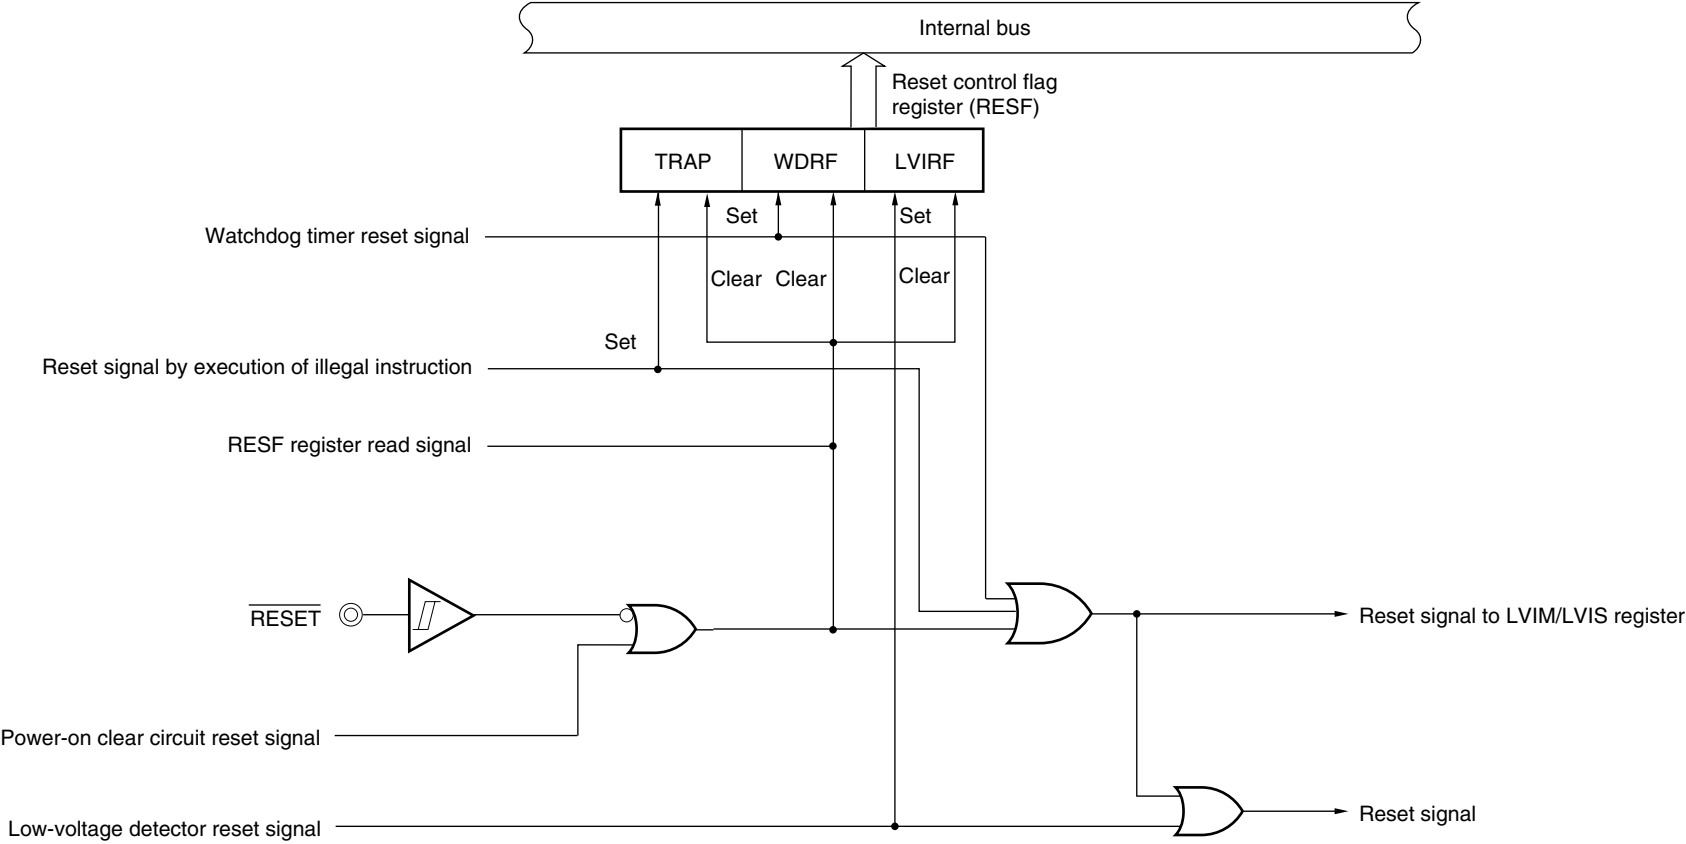 Internal bus
Reset control flag
register (RESF)
TRAP
WDRF
LVIRF
Set
Set
Watchdog timer reset signal
Clear
Clear
Clear
Set
Reset signal by execution of illegal instruction
RESF register read signal
RESET
Reset signal to LVIM/LVIS register
Power-on clear circuit reset signal
Low-voltage detector reset signal
Reset signal